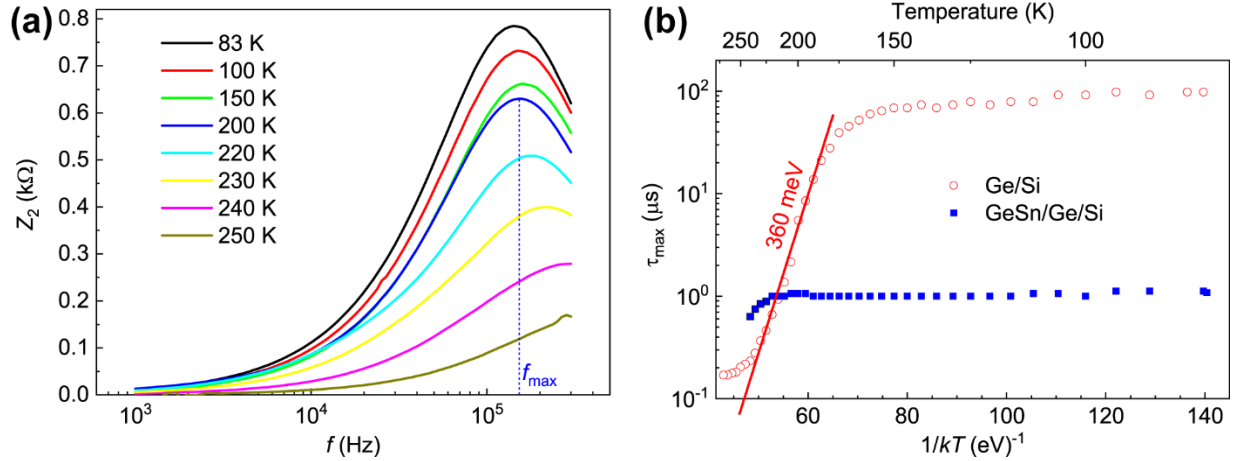 (a)
0.8
0.7
0.6
0.5
0.4
0.3
0.2
0.1
0.0
Z₂ (kΩ)
83 K
100 K
150 K
200 K
220 K
230 K
240 K
250 K
fmax
10³
10⁴
10⁵
f (Hz)
(b)
Temperature (K)
250
200
150
100
10²
10¹
10⁰
10⁻¹
τmax (μs)
360 meV
Ge/Si
GeSn/Ge/Si
60
80
100
120
140
1/kT (eV)⁻¹